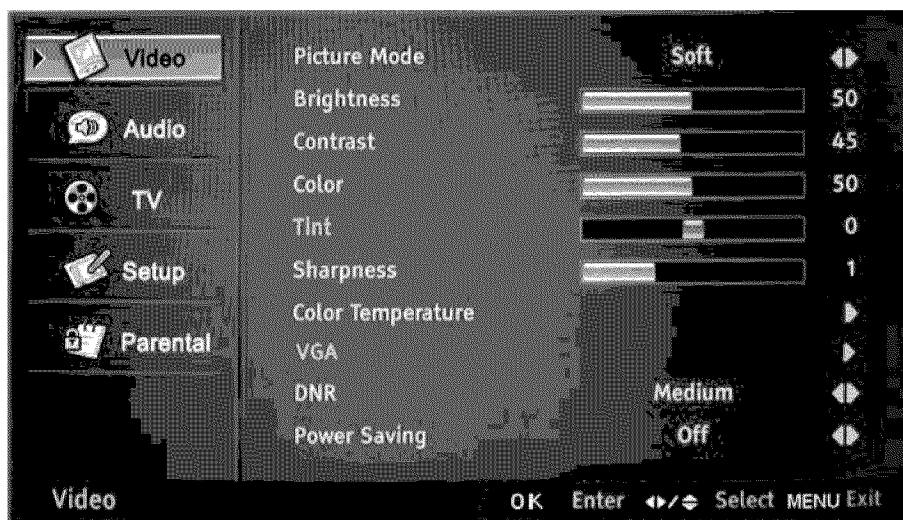 Video
Audio
TV
Setup
Parental
Picture Mode Soft
Brightness 50
Contrast 45
Color 50
Tint 0
Sharpness 1
Color Temperature
VGA
DNR Medium
Power Saving Off
Video OK Enter / Select MENU Exit